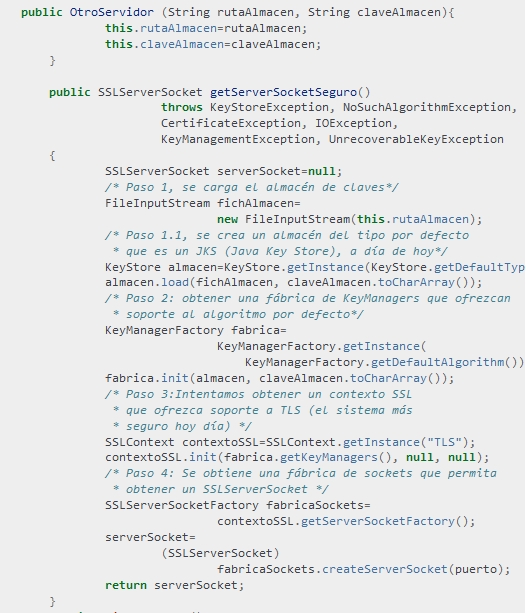 public OtroServidor (String rutaAlmacen, String claveAlmacen){
this.rutaAlmacen=rutaAlmacen;
this.claveAlmacen=claveAlmacen;
}
public SSLServerSocket getServerSocketSeguro()
throws KeyStoreException, NoSuchAlgorithmException,
CertificateException, IOException,
KeyManagementException, UnrecoverableKeyException
{
SSLServerSocket serverSocket=null;
/* Paso 1, se carga el almacén de claves*/
FileInputStream fichAlmacen=
new FileInputStream(this.rutaAlmacen);
/* Paso 1.1, se crea un almacén del tipo por defecto
* que es un JKS (Java Key Store), a día de hoy*/
KeyStore almacen=KeyStore.getInstance(KeyStore.getDefaultTyp
almacen.load(fichAlmacen, claveAlmacen.toCharArray());
/* Paso 2: obtener una fábrica de KeyManagers que ofrezcan
* soporte al algoritmo por defecto*/
KeyManagerFactory fabrica=
KeyManagerFactory.getInstance(
KeyManagerFactory.getDefaultAlgorithm())
fabrica.init(almacen, claveAlmacen.toCharArray());
/* Paso 3:Intentamos obtener un contexto SSL
* que ofrezca soporte a TLS (el sistema más
* seguro hoy día) */
SSLContext contextoSSL=SSLContext.getInstance("TLS");
contextoSSL.init(fabrica.getKeyManagers(), null, null);
/* Paso 4: Se obtiene una fábrica de sockets que permita
* obtener un SSLServerSocket */
SSLServerSocketFactory fabricaSockets=
contextoSSL.getServerSocketFactory();
serverSocket=
(SSLServerSocket)
fabricaSockets.createServerSocket(puerto);
return serverSocket;
}